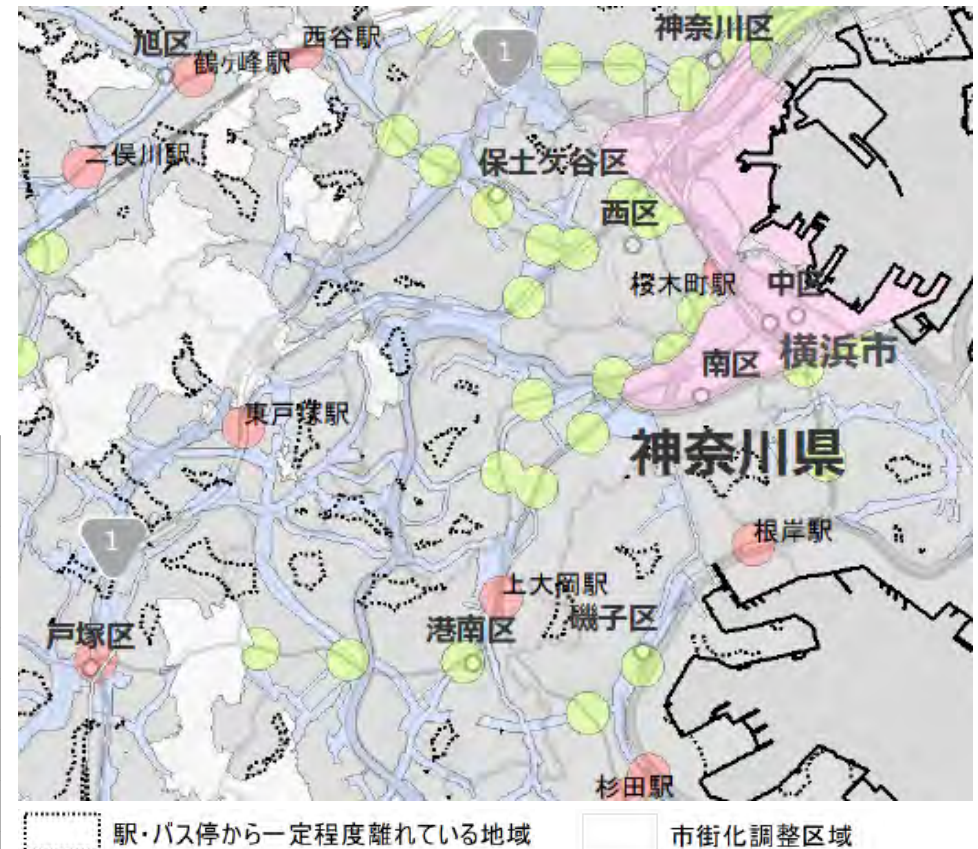 神奈川区
旭区
西谷駅
1
鶴ヶ峰駅
二俣川駅
保土ケ谷区
西区
桜木町駅
中区
横浜市
南区
東戸塚駅
神奈川県
1
根岸駅
上大岡駅
磯子区
港南区
戸塚区
杉田駅
駅・バス停から一定程度離れている地域
市街化調整区域